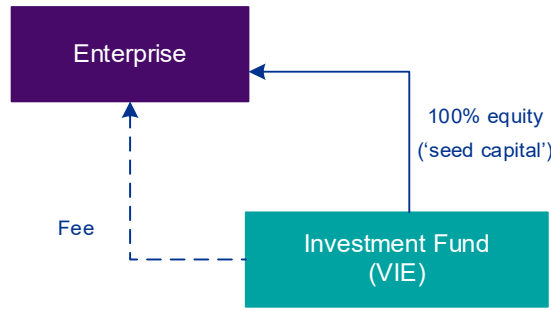 Enterprise
100% equity
(‘seed capital’)
Fee
Investment Fund
(VIE)